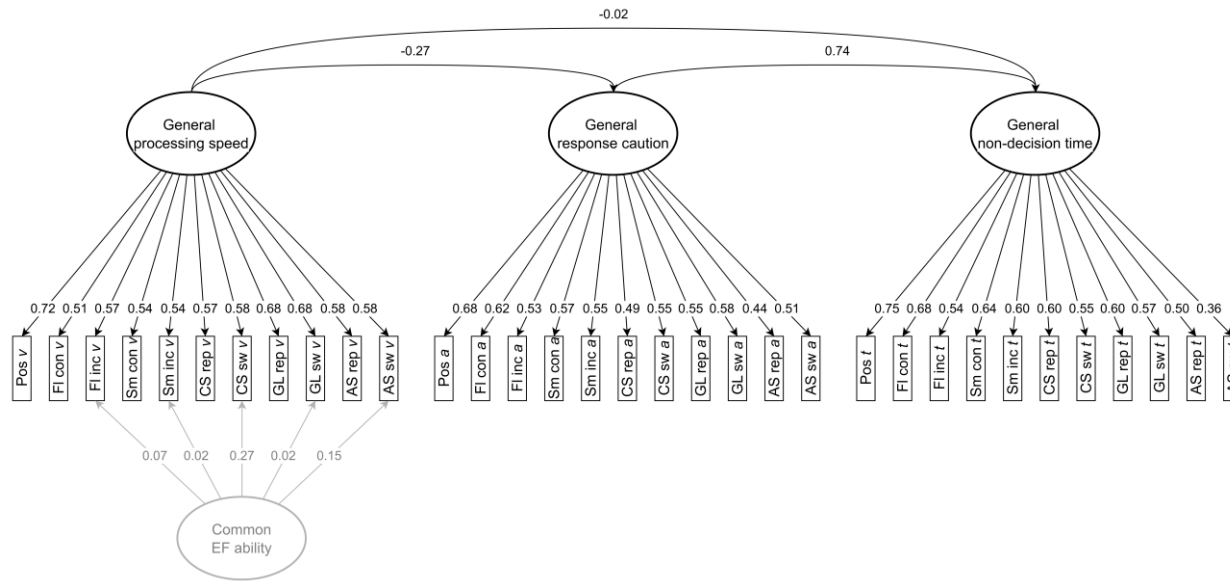 -0.02
-0.27
0.74
General
processing speed
General
response caution
General
non-decision time
0.72 0.51 0.57 0.54 0.54 0.57 0.58 0.68 0.68 0.58 0.58
0.68 0.62 0.53 0.57 0.55 0.49 0.55 0.55 0.58 0.44 0.51
0.75 0.68 0.54 0.64 0.60 0.60 0.55 0.60 0.57 0.50 0.36
Pos v
Fl con v
Fl inc v
Sm con v
Sm inc v
CS rep v
CS sw v
GL rep v
GL sw v
AS rep v
AS sw v
Pos a
Fl con a
Fl inc a
Sm con a
Sm inc a
CS rep a
CS sw a
GL rep a
GL sw a
AS rep a
AS sw a
Pos t
Fl con t
Fl inc t
Sm con t
Sm inc t
CS rep t
CS sw t
GL rep t
GL sw t
AS rep t
0.07 0.02 0.27 0.02 0.15
Common
EF ability